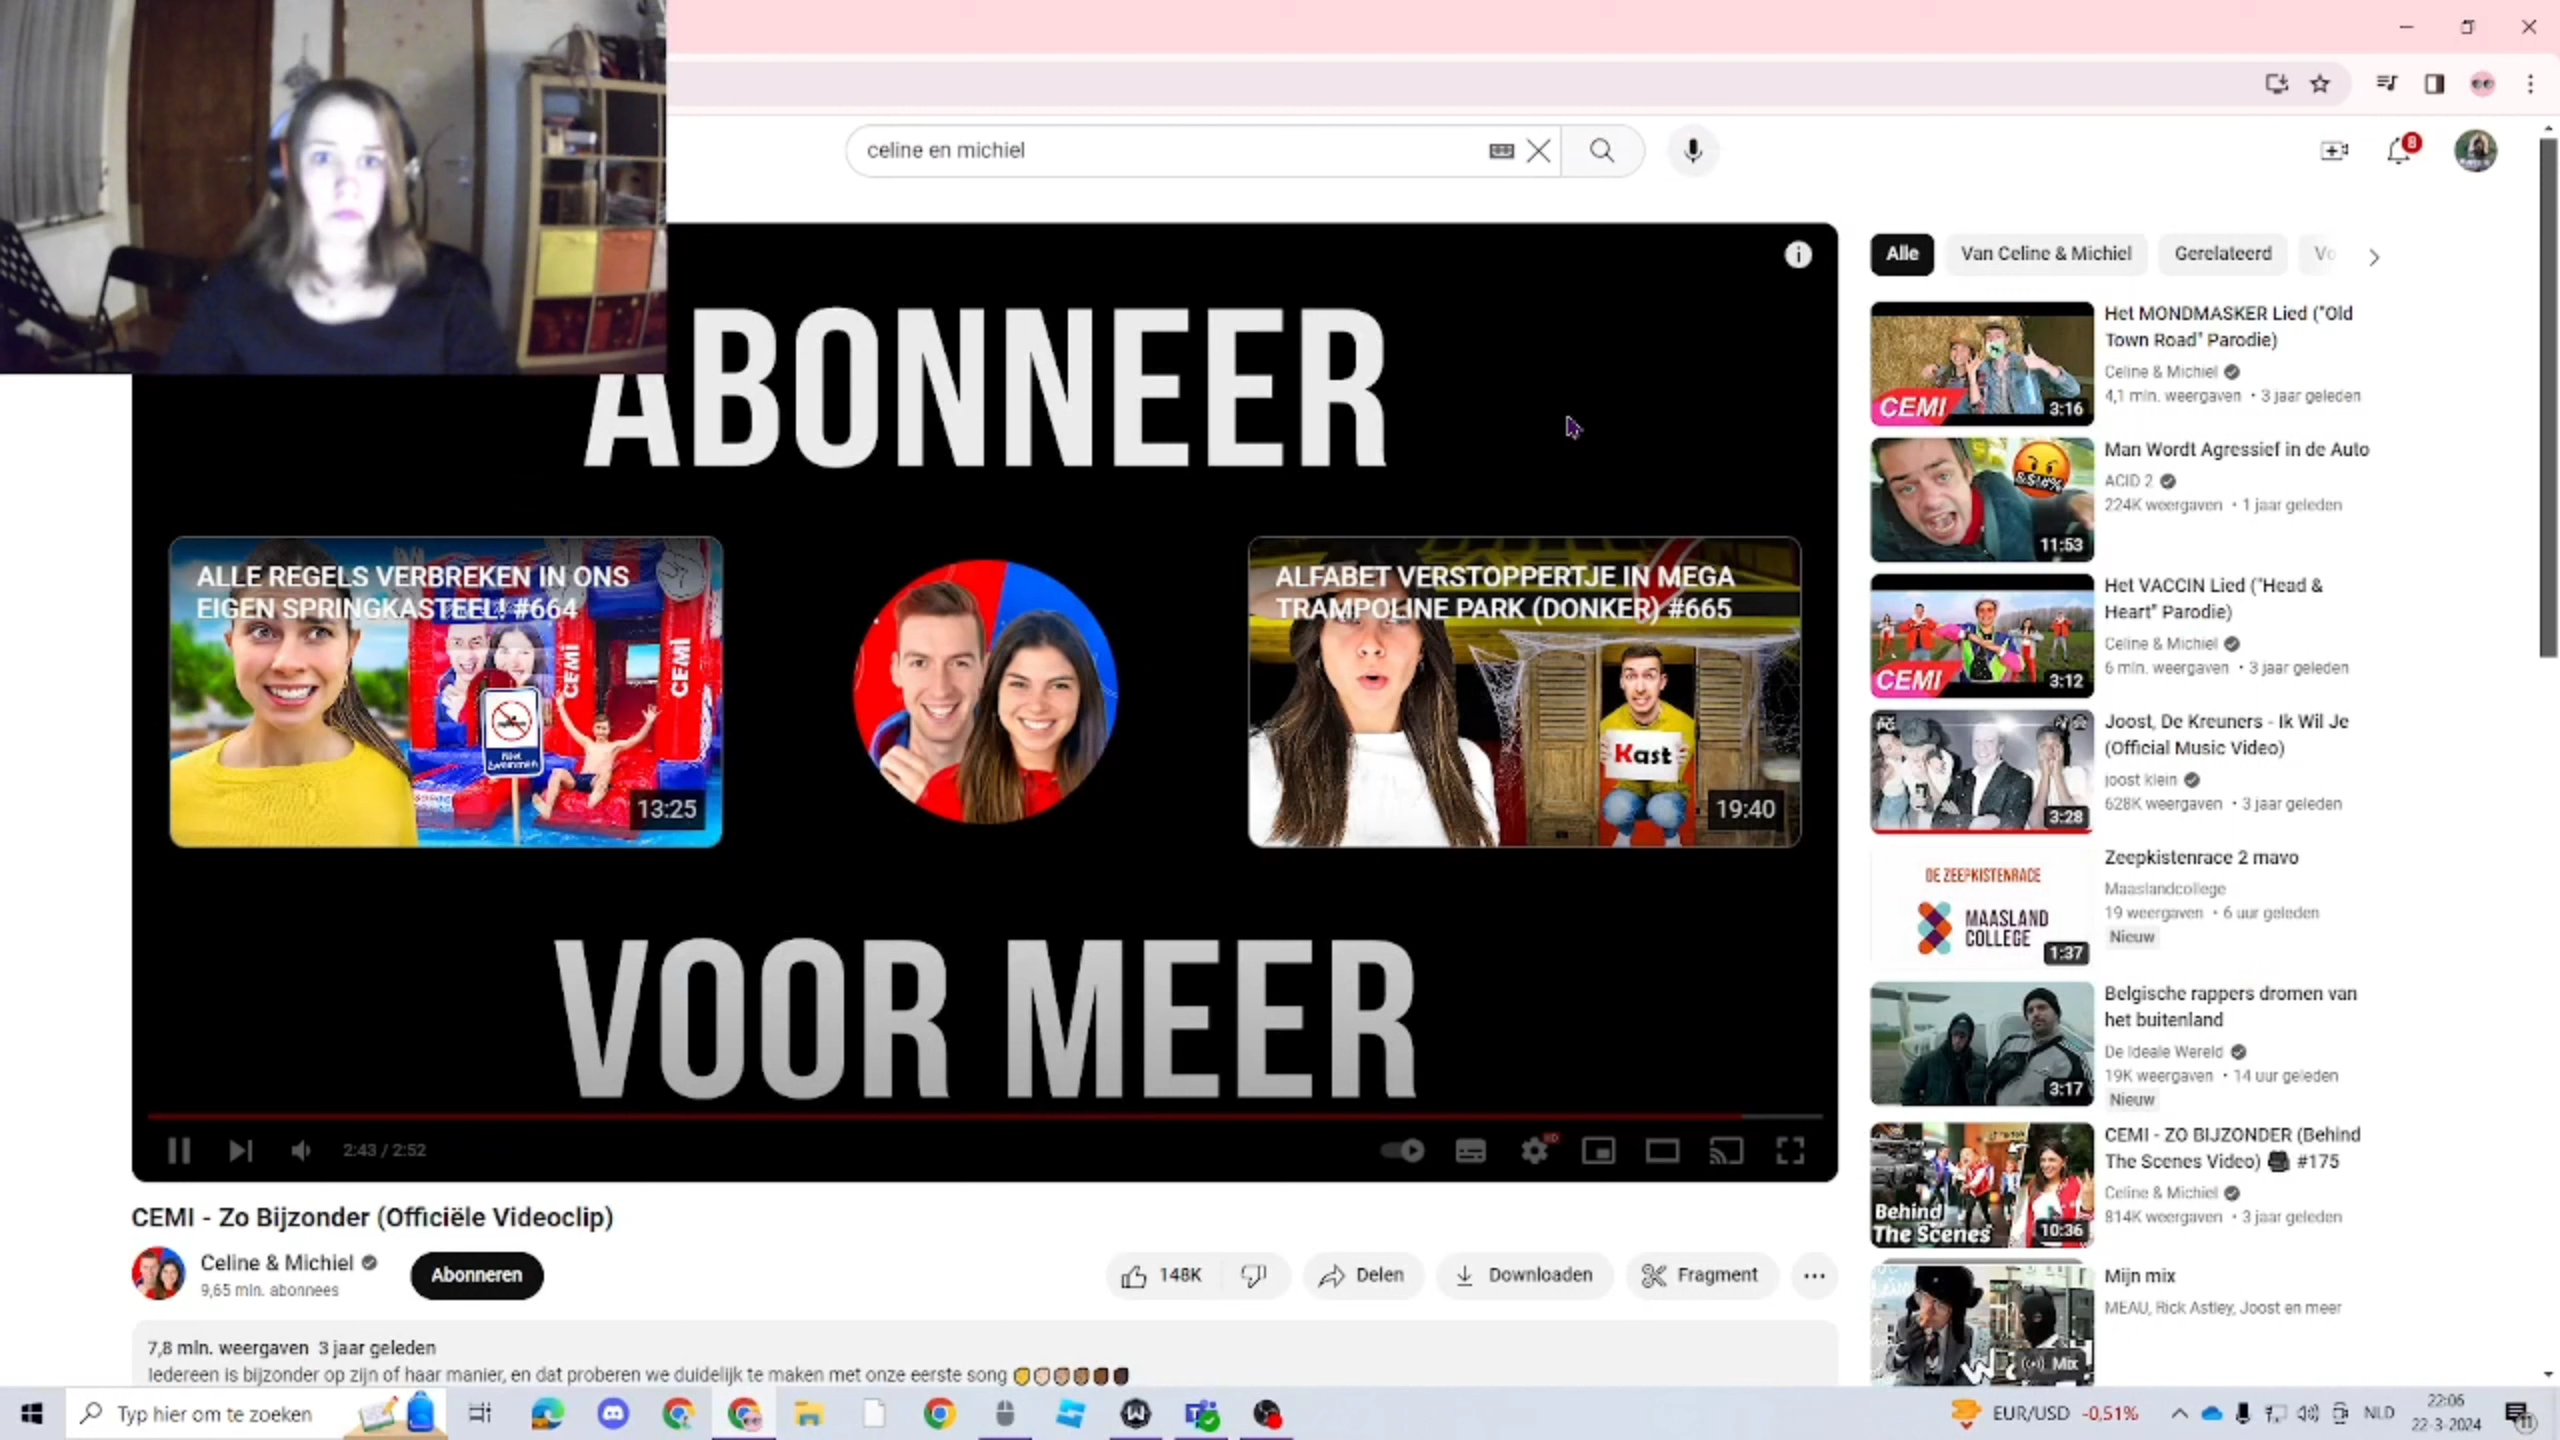 celine en michiel
8
ABONNEER
ALLE REGELS VERBREKEN IN ONS
EIGEN SPRINGKASTEEL! #664
CEMI
CEMI
Niet
zwemmen
13:25
ALFABET VERSTOPPERTJE IN MEGA
TRAMPOLINE PARK (DONKER) #665
Kast
19:40
VOOR MEER
2:43 / 2:52
HD
CEMI - Zo Bijzonder (Officiële Videoclip)
Celine & Michiel
9,65 mln. abonnees
Abonneren
148K
Delen
Downloaden
Fragment
7,8 mln. weergaven 3 jaar geleden
Iedereen is bijzonder op zijn of haar manier, en dat proberen we duidelijk te maken met onze eerste song
Alle
Van Celine & Michiel
Gerelateerd
Vo
CEMI
3:16
Het MONDMASKER Lied ("Old
Town Road" Parodie)
Celine & Michiel
4,1 mln. weergaven • 3 jaar geleden
&$!#%
11:53
Man Wordt Agressief in de Auto
ACID 2
224K weergaven • 1 jaar geleden
CEMI
3:12
Het VACCIN Lied ("Head &
Heart" Parodie)
Celine & Michiel
6 mln. weergaven • 3 jaar geleden
3:28
Joost, De Kreuners - Ik Wil Je
(Official Music Video)
joost klein
628K weergaven • 3 jaar geleden
DE ZEEPKISTENRACE
MAASLAND
COLLEGE
1:37
Zeepkistenrace 2 mavo
Maaslandcollege
19 weergaven • 6 uur geleden
Nieuw
3:17
Belgische rappers dromen van
het buitenland
De Ideale Wereld
19K weergaven • 14 uur geleden
Nieuw
Behind
The Scenes
10:36
CEMI - ZO BIJZONDER (Behind
The Scenes Video) #175
Celine & Michiel
814K weergaven • 3 jaar geleden
Mix
Mijn mix
MEAU, Rick Astley, Joost en meer
Typ hier om te zoeken
EUR/USD -0,51%
NLD
22:06
22-3-2024
11